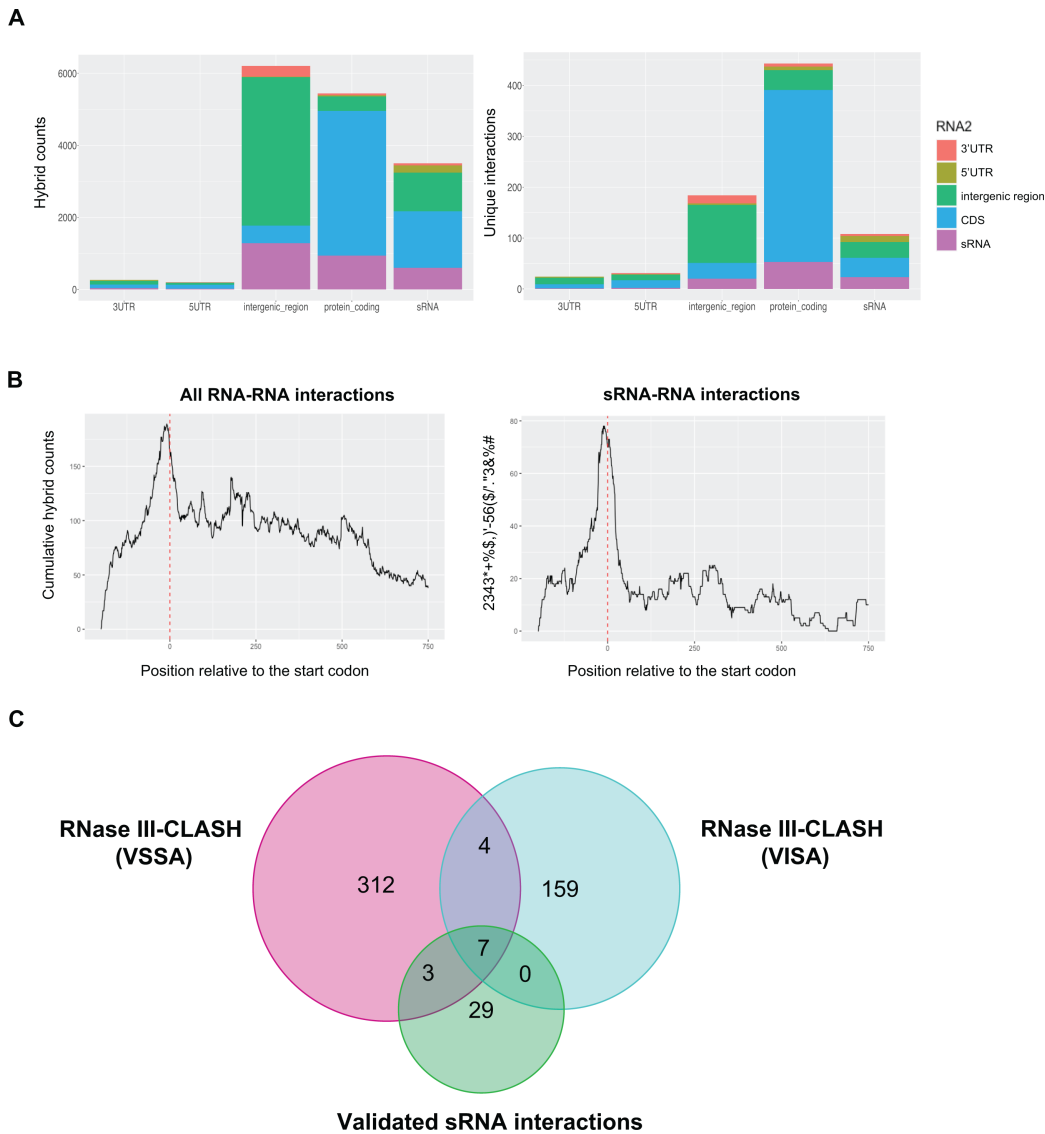 A
Hybrid counts
6000
4000
2000
0
3UTR
5UTR
intergenic_region
protein_coding
sRNA
Unique interactions
400
300
200
100
0
3UTR
5UTR
intergenic_region
protein_coding
sRNA
RNA2
3'UTR
5'UTR
intergenic region
CDS
sRNA
B
All RNA-RNA interactions
Cumulative hybrid counts
150
100
50
0
0
250
500
750
Position relative to the start codon
sRNA-RNA interactions
2343*+%$,)'-56($/'."3&%#
80
60
40
20
0
0
250
500
750
Position relative to the start codon
C
RNase III-CLASH
(VSSA)
RNase III-CLASH
(VISA)
312
4
159
7
3
0
29
Validated sRNA interactions